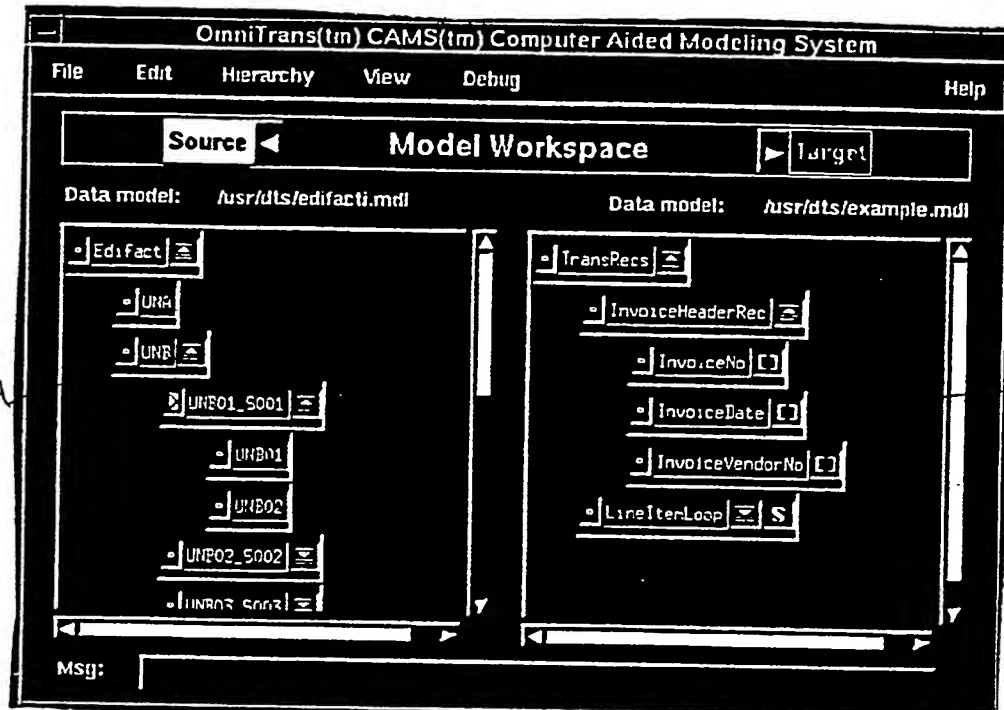 OmniTrans(tm) CAMS(tm) Computer Aided Modeling System
File Edit Hierarchy View Debug Help
Source Model Workspace Target
Data model: /usr/dts/edifacti.mdl
Edifact
UNA
UNB
UNB01_S001
UNB01
UNB02
UNB02_S002
UNB03_S003
Data model: /usr/dts/example.mdl
TransRecs
InvoiceHeaderRec
InvoiceNo []
InvoiceDate []
InvoiceVendorNo []
LineItemLoop S
Msg: